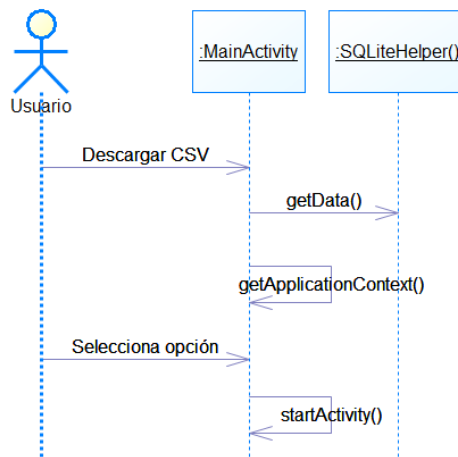 :MainActivity
:SQLiteHelper()
Usuario
Descargar CSV
getData()
getApplicationContext()
Selecciona opción
startActivity()